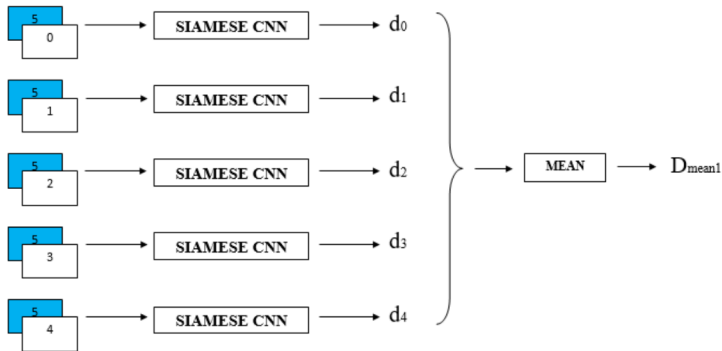 5
0
SIAMESE CNN
d0
5
1
SIAMESE CNN
d1
5
2
SIAMESE CNN
d2
MEAN
Dmean1
5
3
SIAMESE CNN
d3
5
4
SIAMESE CNN
d4